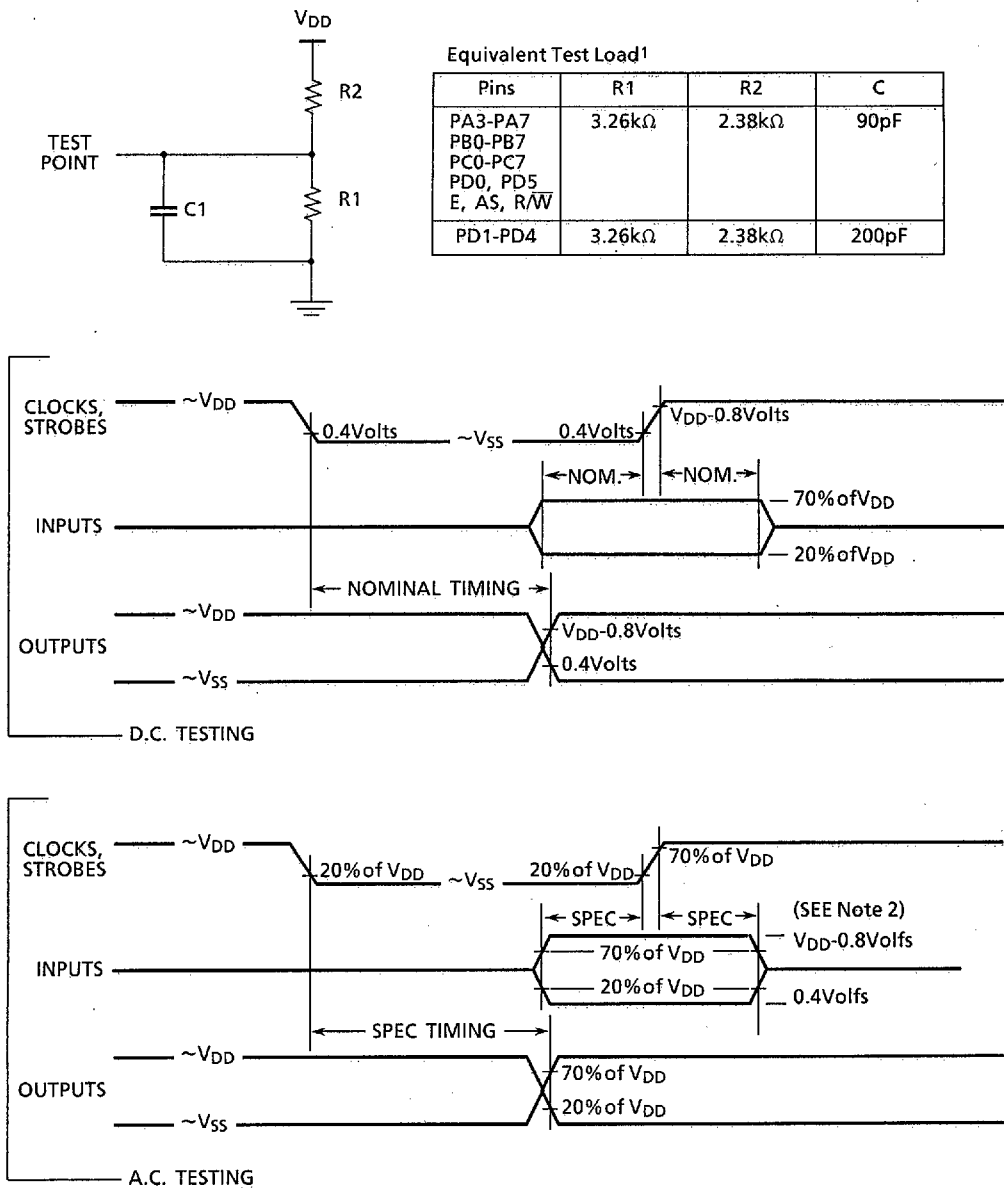 VDD
R2
TEST
POINT
C1
R1
Equivalent Test Load1
Pins R1 R2 C
PA3-PA7 3.26kΩ 2.38kΩ 90pF
PB0-PB7
PC0-PC7
PD0, PD5
E, AS, R/W̅
PD1-PD4 3.26kΩ 2.38kΩ 200pF
CLOCKS,
STROBES
~VDD
0.4Volts
~VSS
0.4Volts
VDD-0.8Volts
NOM.
NOM.
INPUTS
70%ofVDD
20%ofVDD
NOMINAL TIMING
OUTPUTS
~VDD
VDD-0.8Volts
0.4Volts
~VSS
D.C. TESTING
CLOCKS,
STROBES
~VDD
20%of VDD
~VSS
20%of VDD
70%of VDD
SPEC
SPEC
(SEE Note 2)
VDD-0.8Volfs
INPUTS
70%of VDD
20%of VDD
0.4Volfs
SPEC TIMING
OUTPUTS
~VDD
70%of VDD
20%of VDD
~VSS
A.C. TESTING